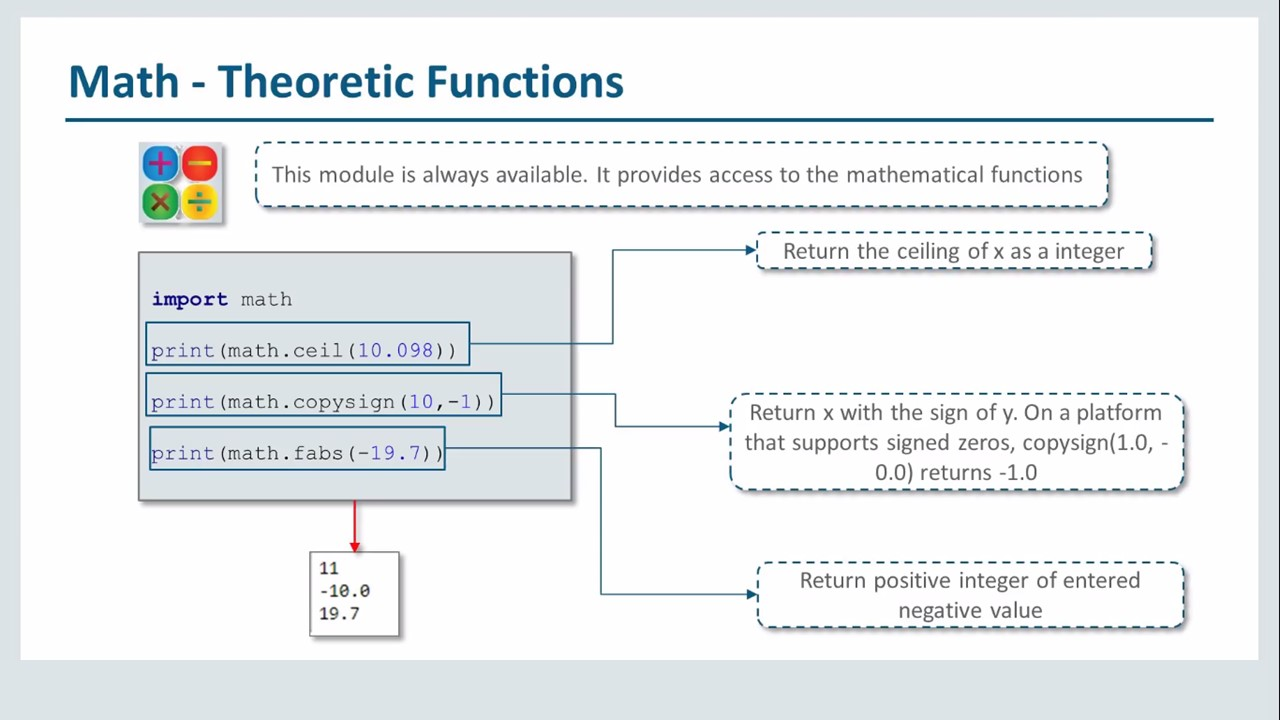 Math - Theoretic Functions
This module is always available. It provides access to the mathematical functions
Return the ceiling of x as a integer
import math
print(math.ceil(10.098))
print(math.copysign(10,-1))
print(math.fabs(-19.7))
Return x with the sign of y. On a platform
that supports signed zeros, copysign(1.0, -
0.0) returns -1.0
11
-10.0
19.7
Return positive integer of entered
negative value